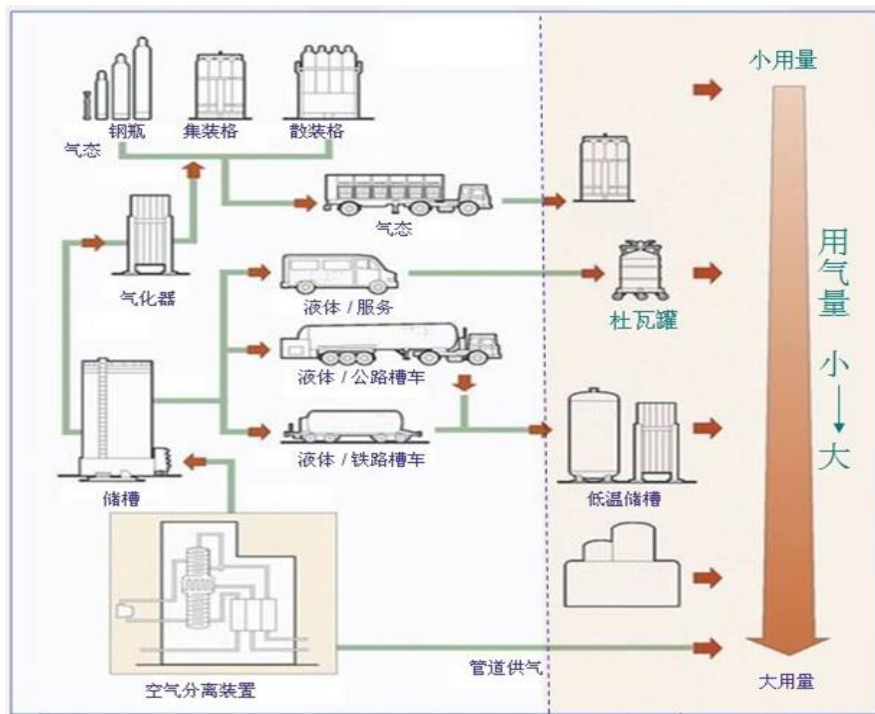 小用量
钢瓶
集装格
散装格
气态
气态
气化器
液体 / 服务
杜瓦罐
用气量 小
大
液体 / 公路槽车
液体 / 铁路槽车
储槽
低温储槽
管道供气
空气分离装置
大用量